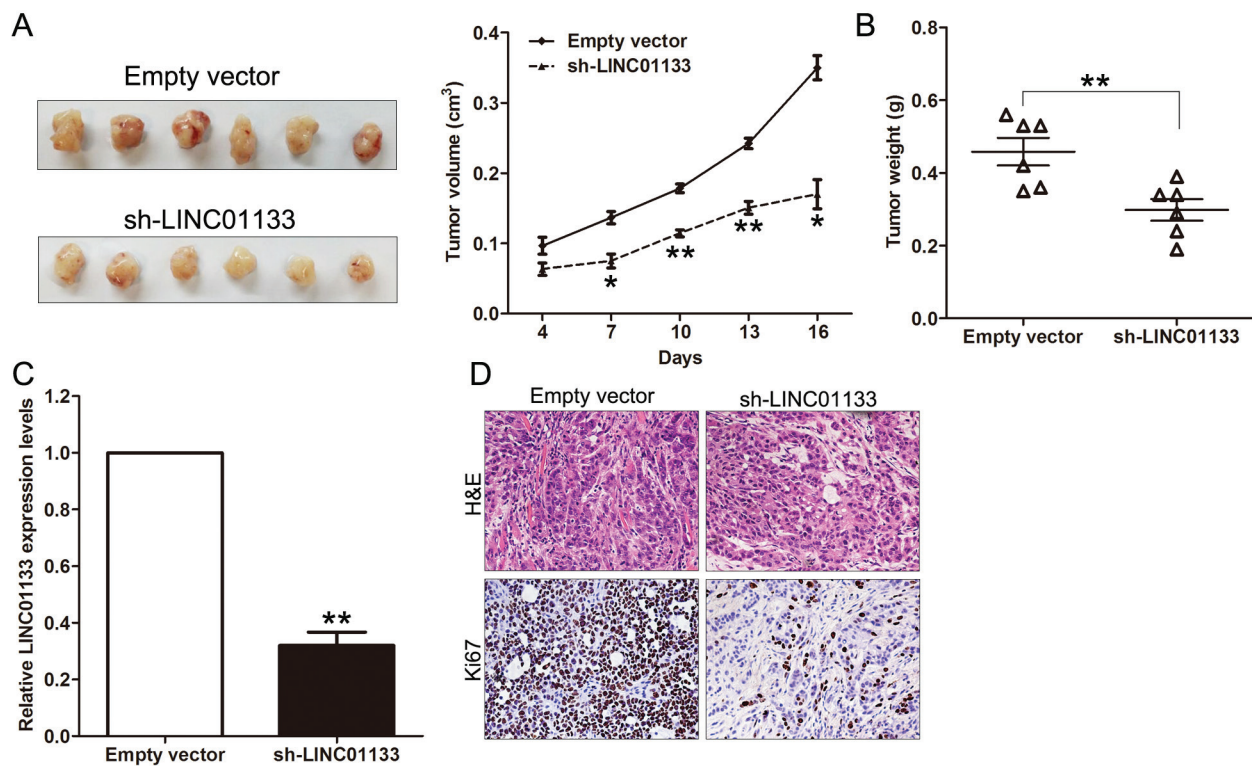 A
Empty vector
sh-LINC01133
Tumor volume (cm3)
0.4
0.3
0.2
0.1
0.0
Empty vector
sh-LINC01133
*
**
**
*
4 7 10 13 16
Days
B
Tumor weight (g)
0.8
0.6
0.4
0.2
0.0
**
Empty vector sh-LINC01133
C
Relative LINC01133 expression levels
1.2
1.0
0.8
0.6
0.4
0.2
0.0
**
Empty vector sh-LINC01133
D
Empty vector sh-LINC01133
H&E
Ki67